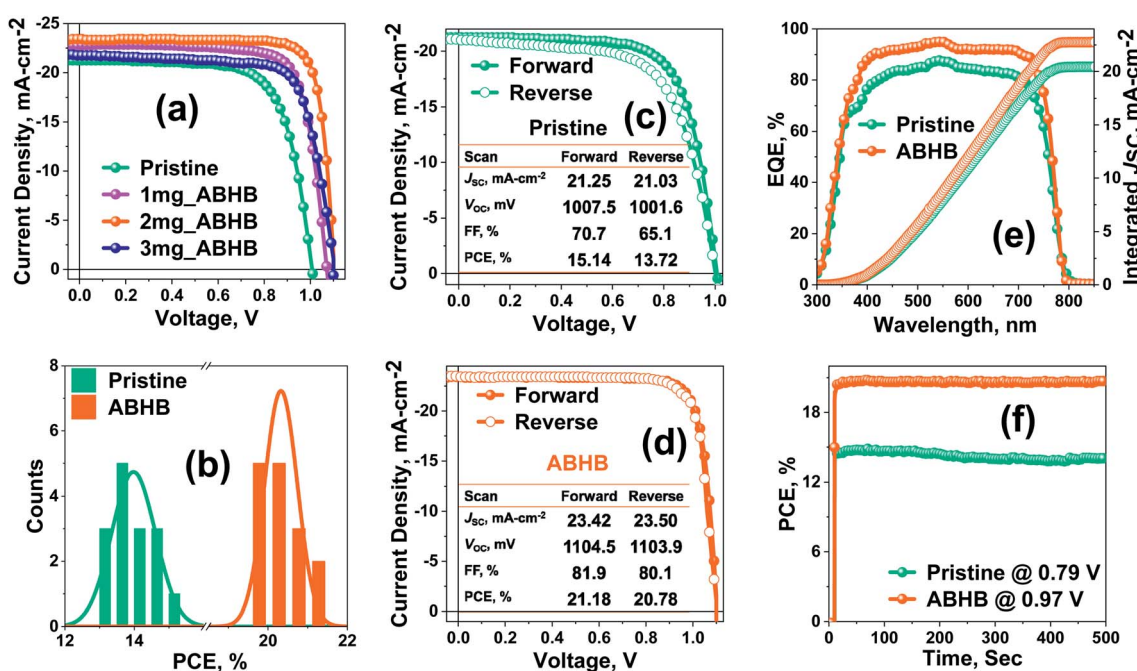 (a)
Current Density, mA-cm-2
-25
-20
-15
-10
-5
0
Pristine
1mg_ABHB
2mg_ABHB
3mg_ABHB
0.0 0.2 0.4 0.6 0.8 1.0
Voltage, V
(c)
Current Density, mA-cm-2
-20
-15
-10
-5
0
Forward
Reverse
Pristine
Scan Forward Reverse
JSC, mA-cm-2 21.25 21.03
VOC, mV 1007.5 1001.6
FF, % 70.7 65.1
PCE, % 15.14 13.72
0.0 0.2 0.4 0.6 0.8 1.0
Voltage, V
(e)
EQE, %
100
80
60
40
20
0
Pristine
ABHB
Integrated JSC, mA-cm-2
25
20
15
10
5
0
300 400 500 600 700 800
Wavelength, nm
(b)
Counts
8
6
4
2
0
Pristine
ABHB
12 14 20 22
PCE, %
(d)
Current Density, mA-cm-2
-20
-15
-10
-5
0
Forward
Reverse
ABHB
Scan Forward Reverse
JSC, mA-cm-2 23.42 23.50
VOC, mV 1104.5 1103.9
FF, % 81.9 80.1
PCE, % 21.18 20.78
0.0 0.2 0.4 0.6 0.8 1.0
Voltage, V
(f)
PCE, %
18
12
6
0
Pristine @ 0.79 V
ABHB @ 0.97 V
0 100 200 300 400 500
Time, Sec